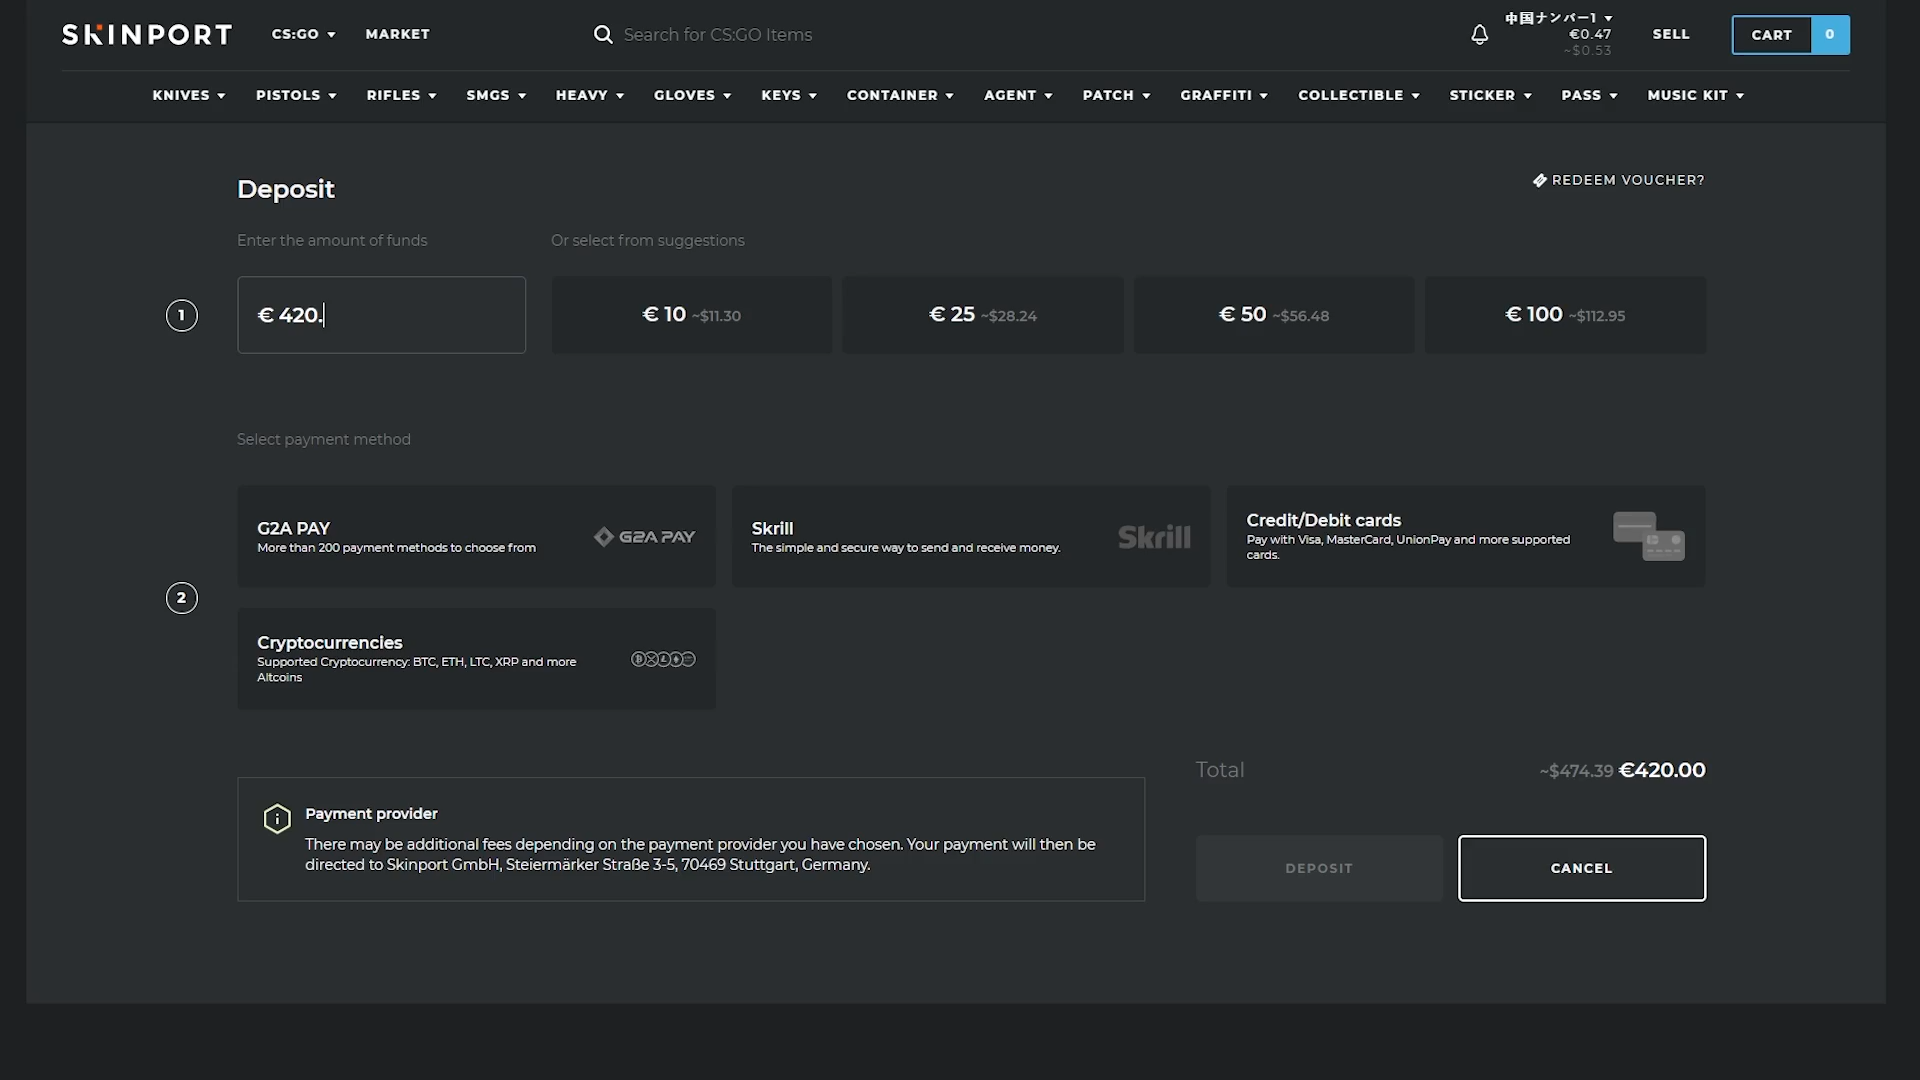 SKINPORT
CS:GO
MARKET
Search for CS:GO Items
中国ナンバー1
€0.47
~$0.53
SELL
CART
0
KNIVES
PISTOLS
RIFLES
SMGS
HEAVY
GLOVES
KEYS
CONTAINER
AGENT
PATCH
GRAFFITI
COLLECTIBLE
STICKER
PASS
MUSIC KIT
Deposit
REDEEM VOUCHER?
Enter the amount of funds
Or select from suggestions
1
€ 420.
€ 10 ~$11.30
€ 25 ~$28.24
€ 50 ~$56.48
€ 100 ~$112.95
Select payment method
2
G2A PAY
More than 200 payment methods to choose from
G2A PAY
Skrill
The simple and secure way to send and receive money.
Skrill
Credit/Debit cards
Pay with Visa, MasterCard, UnionPay and more supported
cards.
Cryptocurrencies
Supported Cryptocurrency: BTC, ETH, LTC, XRP and more
Altcoins
Total
~$474.39 €420.00
Payment provider
There may be additional fees depending on the payment provider you have chosen. Your payment will then be
directed to Skinport GmbH, Steiermärker Straße 3-5, 70469 Stuttgart, Germany.
DEPOSIT
CANCEL